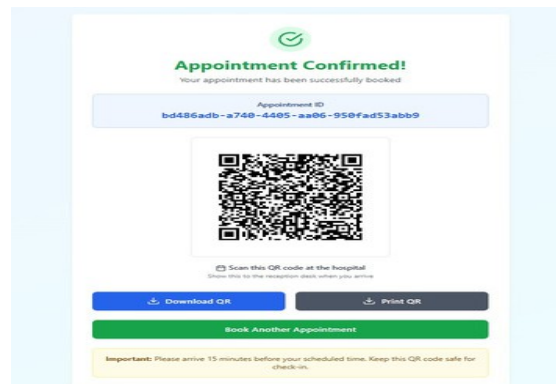 Appointment Confirmed!
Your appointment has been successfully booked
Appointment ID
bd486adb-a740-4405-aa06-950fad53abb9
Scan this QR code at the hospital
Show this to the reception desk when you arrive
Download QR
Print QR
Book Another Appointment
Important: Please arrive 15 minutes before your scheduled time. Keep this QR code safe for
check-in.